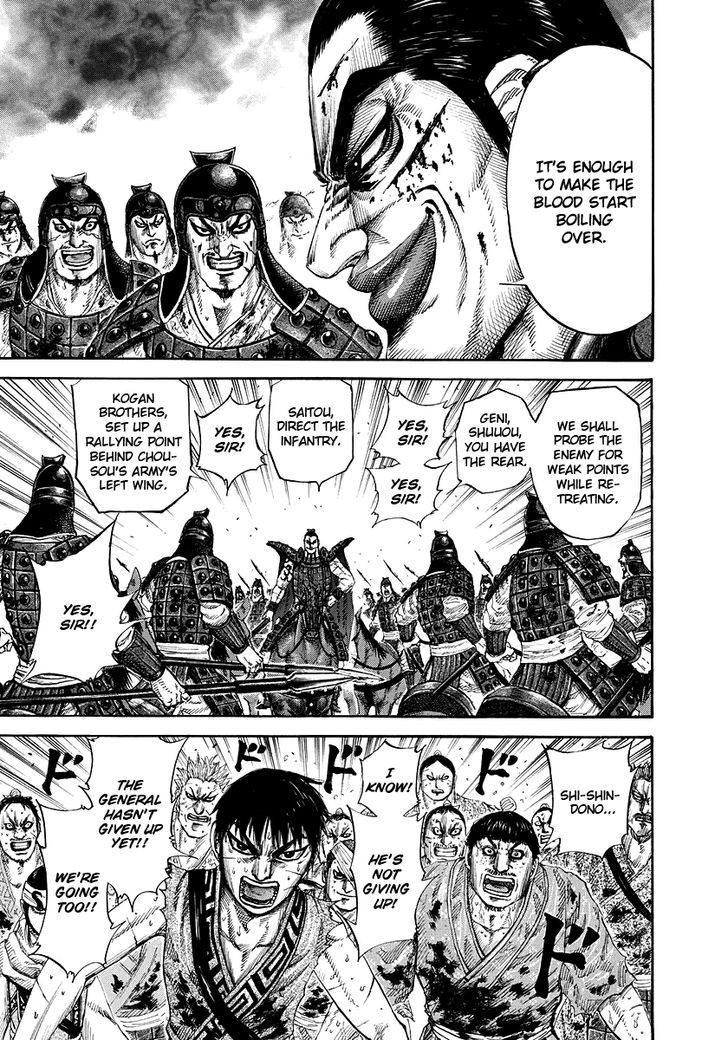 IT'S ENOUGH
TO MAKE THE
BLOOD START
BOILING
OVER.
WE SHALL
PROBE THE
ENEMY FOR
WEAK POINTS
WHILE RE-
TREATING.
GENI,
SHUUOU,
YOU HAVE
THE REAR.
YES,
SIR!
YES,
SIR!
SAITOU,
DIRECT THE
INFANTRY.
YES,
SIR!
KOGAN
BROTHERS,
SET UP A
RALLYING POINT
BEHIND CHOU-
SOU'S ARMY'S
LEFT WING.
YES,
SIR!!
SHI-SHIN-
DONO...
I
KNOW!
HE'S
NOT GIVING
UP!
THE
GENERAL
HASN'T
GIVEN UP
YET!!
WE'RE
GOING
TOO!!
ド
ド
ド
ド